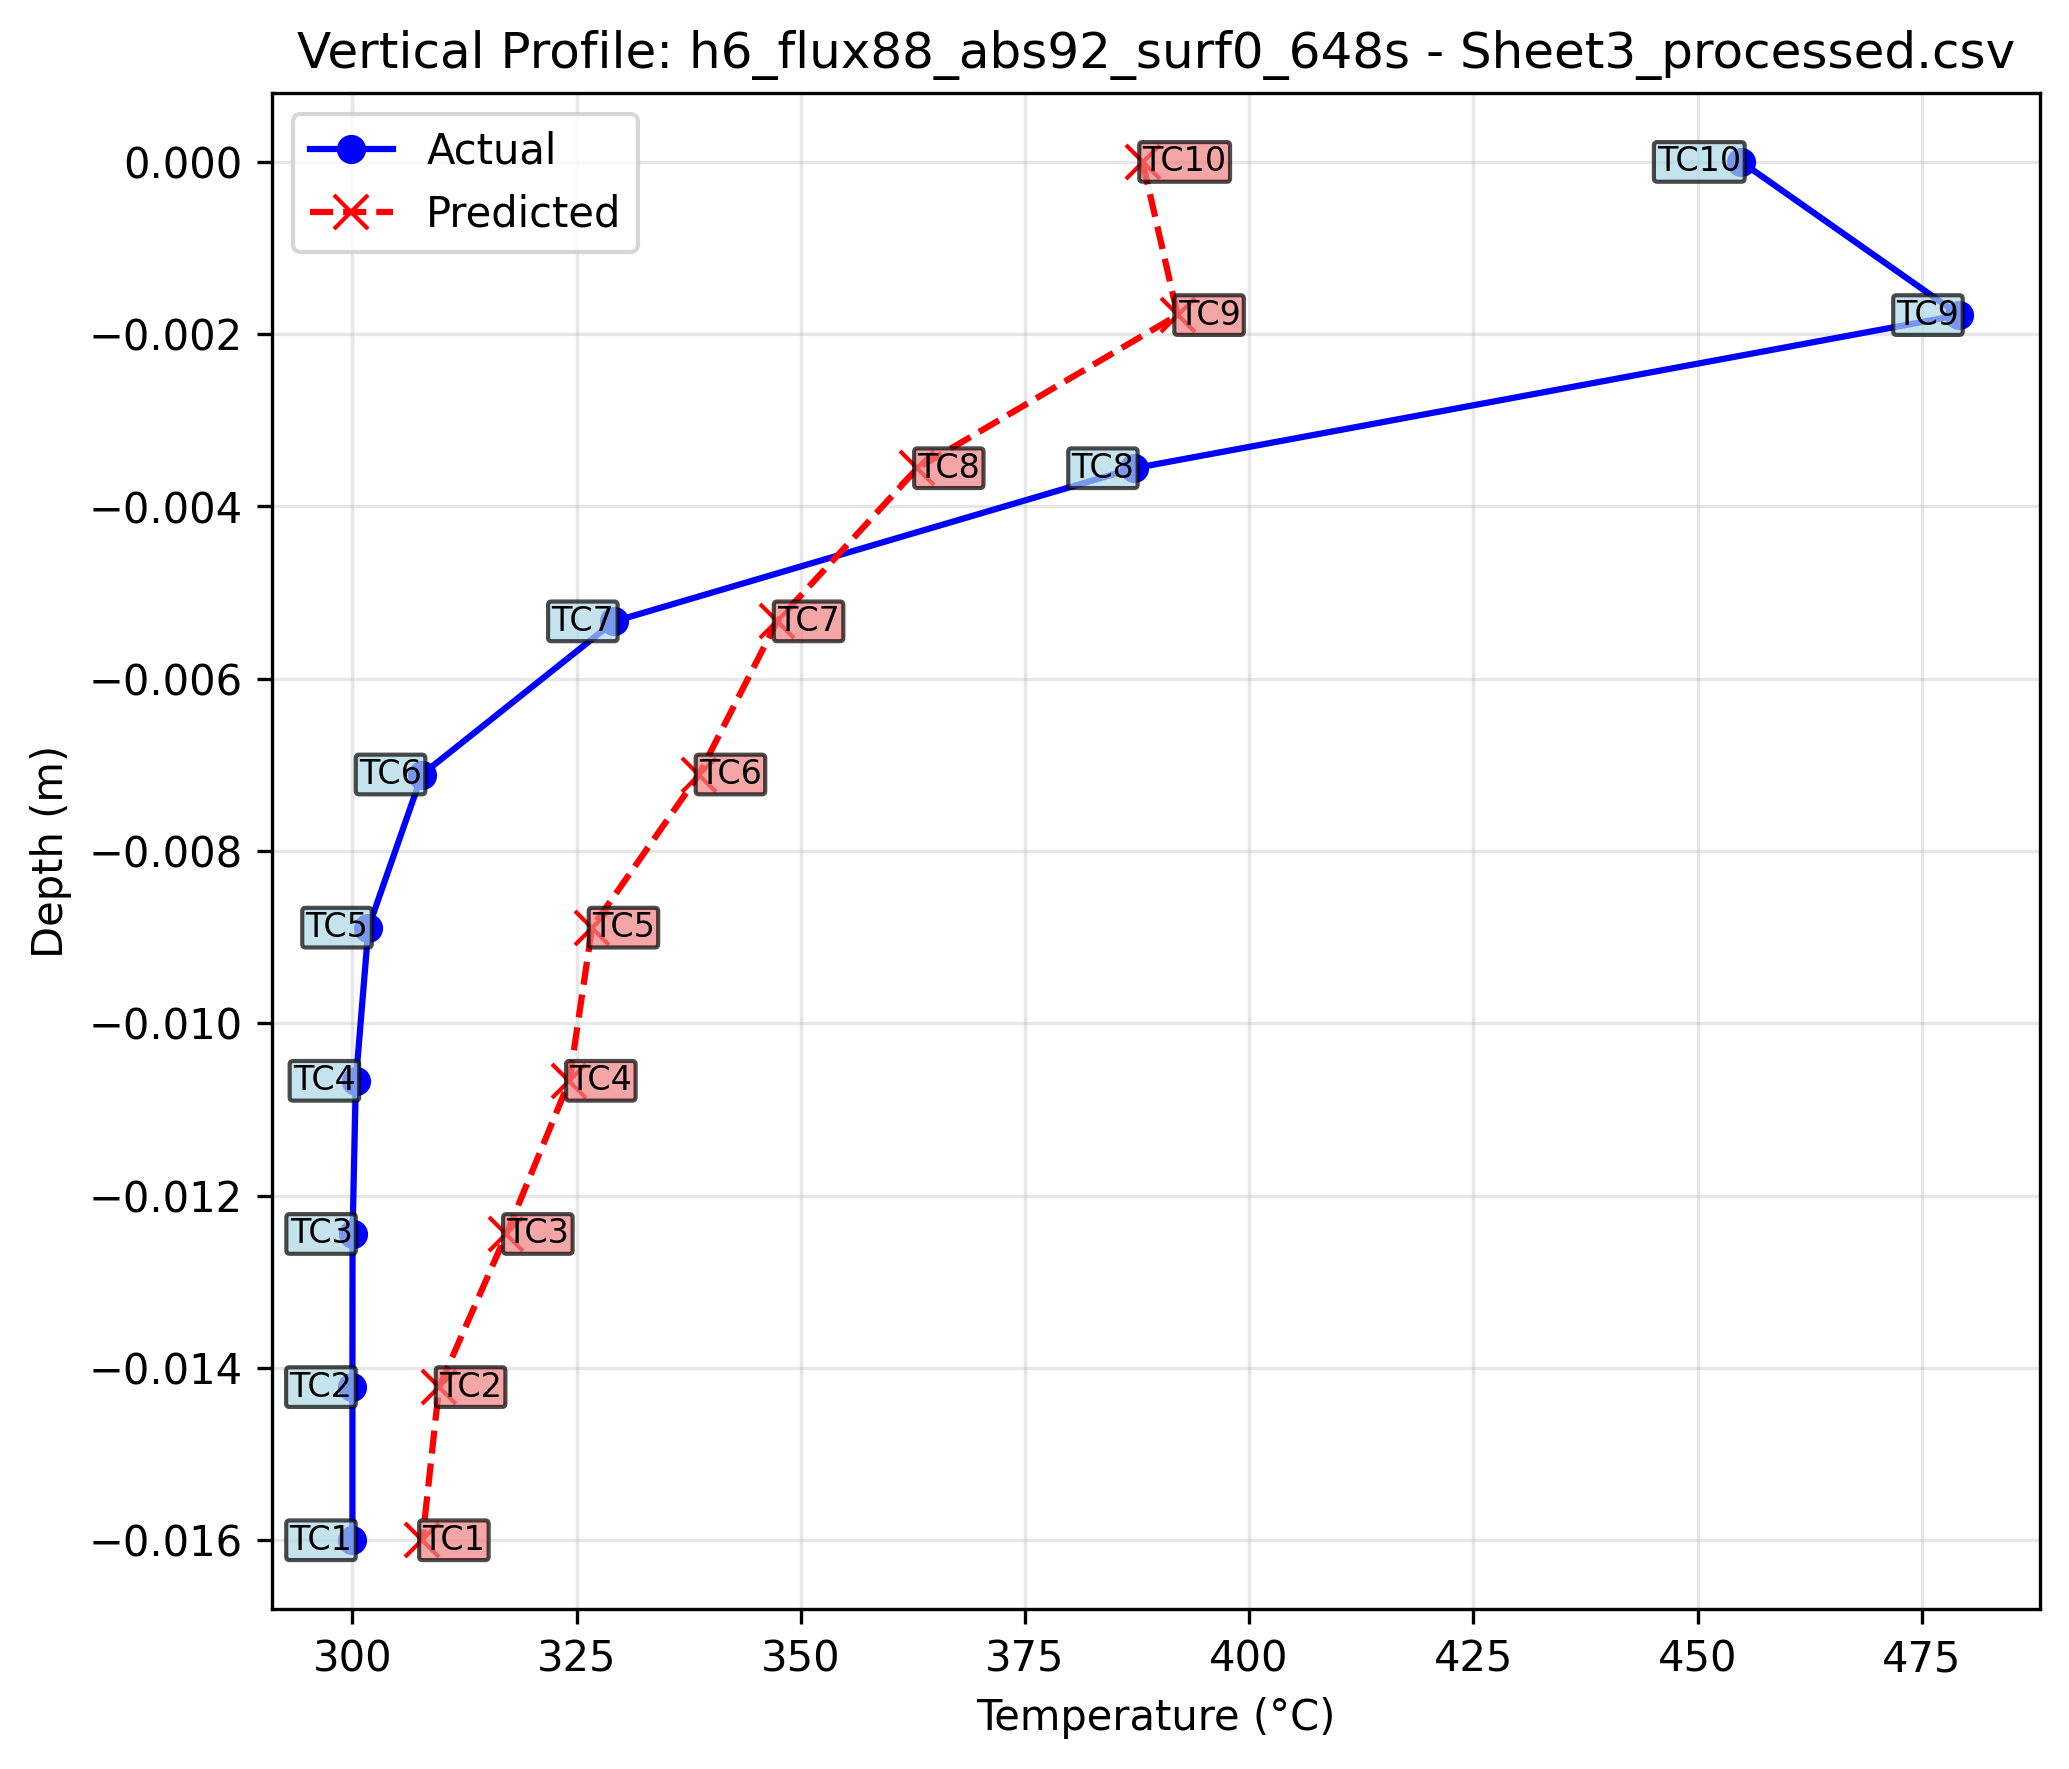 Vertical Profile: h6_flux88_abs92_surf0_648s - Sheet3_processed.csv
Actual
Predicted
0.000
−0.002
−0.004
−0.006
−0.008
−0.010
−0.012
−0.014
−0.016
Depth (m)
TC10 TC10
TC9 TC9
TC8 TC8
TC7 TC7
TC6 TC6
TC5 TC5
TC4 TC4
TC3 TC3
TC2 TC2
TC1 TC1
300 325 350 375 400 425 450 475
Temperature (°C)